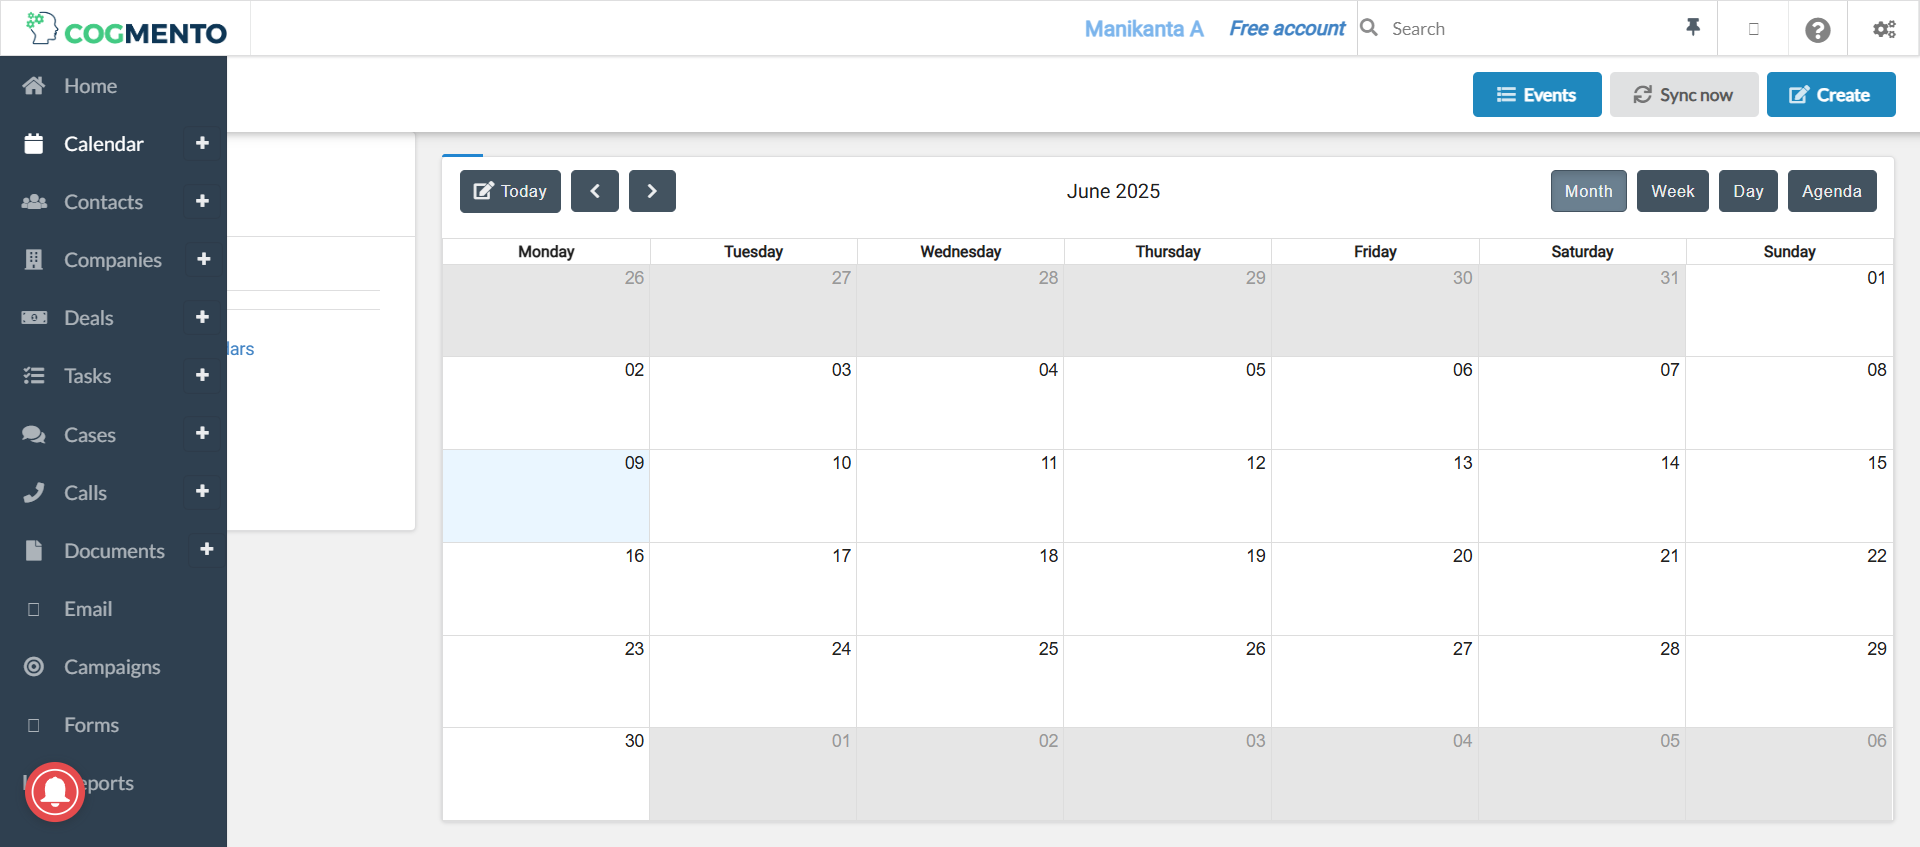 COGMENTO
Manikanta A Free account Search
Home
Calendar
Contacts
Companies
Deals
Tasks
Cases
Calls
Documents
Email
Campaigns
Forms
eports
lars
Events Sync now Create
Today June 2025 Month Week Day Agenda
Monday Tuesday Wednesday Thursday Friday Saturday Sunday
26 27 28 29 30 31 01
02 03 04 05 06 07 08
09 10 11 12 13 14 15
16 17 18 19 20 21 22
23 24 25 26 27 28 29
30 01 02 03 04 05 06